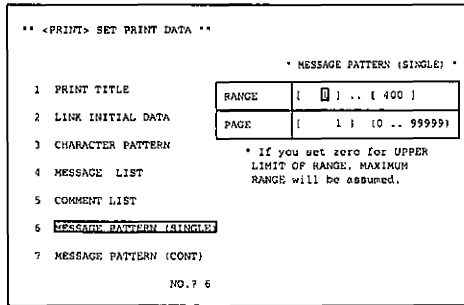 ** <PRINT> SET PRINT DATA **
* MESSAGE PATTERN (SINGLE) *
1 PRINT TITLE
2 LINK INITIAL DATA
3 CHARACTER PATTERN
4 MESSAGE LIST
5 COMMENT LIST
6 MESSAGE PATTERN (SINGLE)
7 MESSAGE PATTERN (CONT)
NO.? 6
RANGE [ 1 ] .. [ 400 ]
PAGE [ 1 ] (0 .. 99999)
* If you set zero for UPPER
LIMIT OF RANGE, MAXIMUM
RANGE will be assumed.